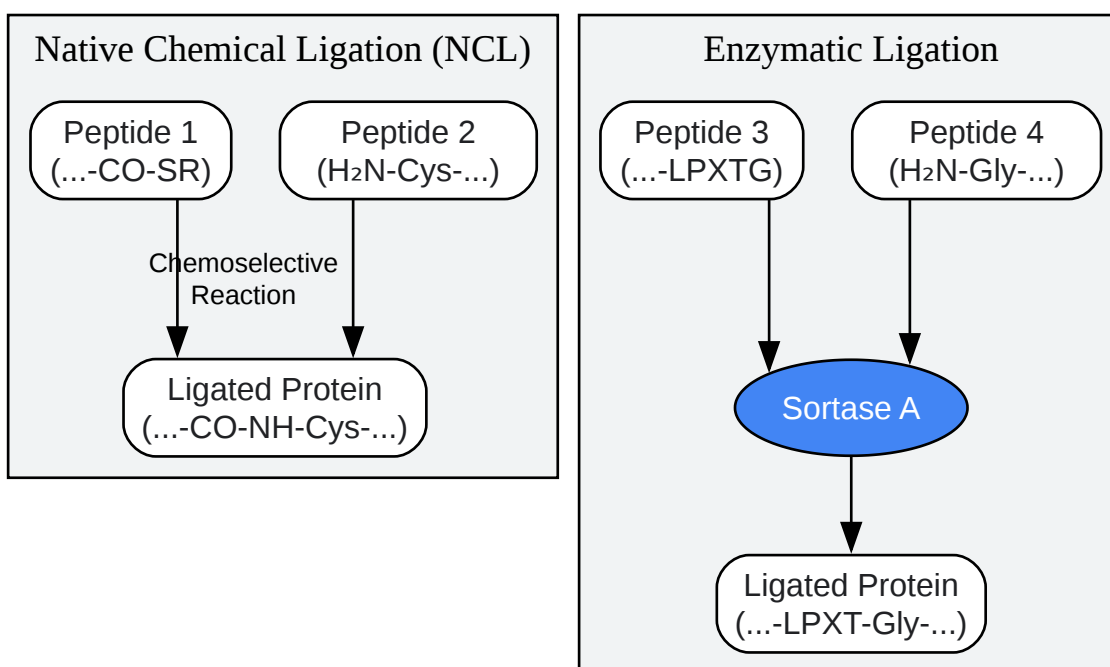 Native Chemical Ligation (NCL)
Peptide 1
(...-CO-SR)
Peptide 2
(H₂N-Cys-...)
Chemoselective
Reaction
Ligated Protein
(...-CO-NH-Cys-...)
Enzymatic Ligation
Peptide 3
(...-LPXTG)
Peptide 4
(H₂N-Gly-...)
Sortase A
Ligated Protein
(...-LPXT-Gly-...)